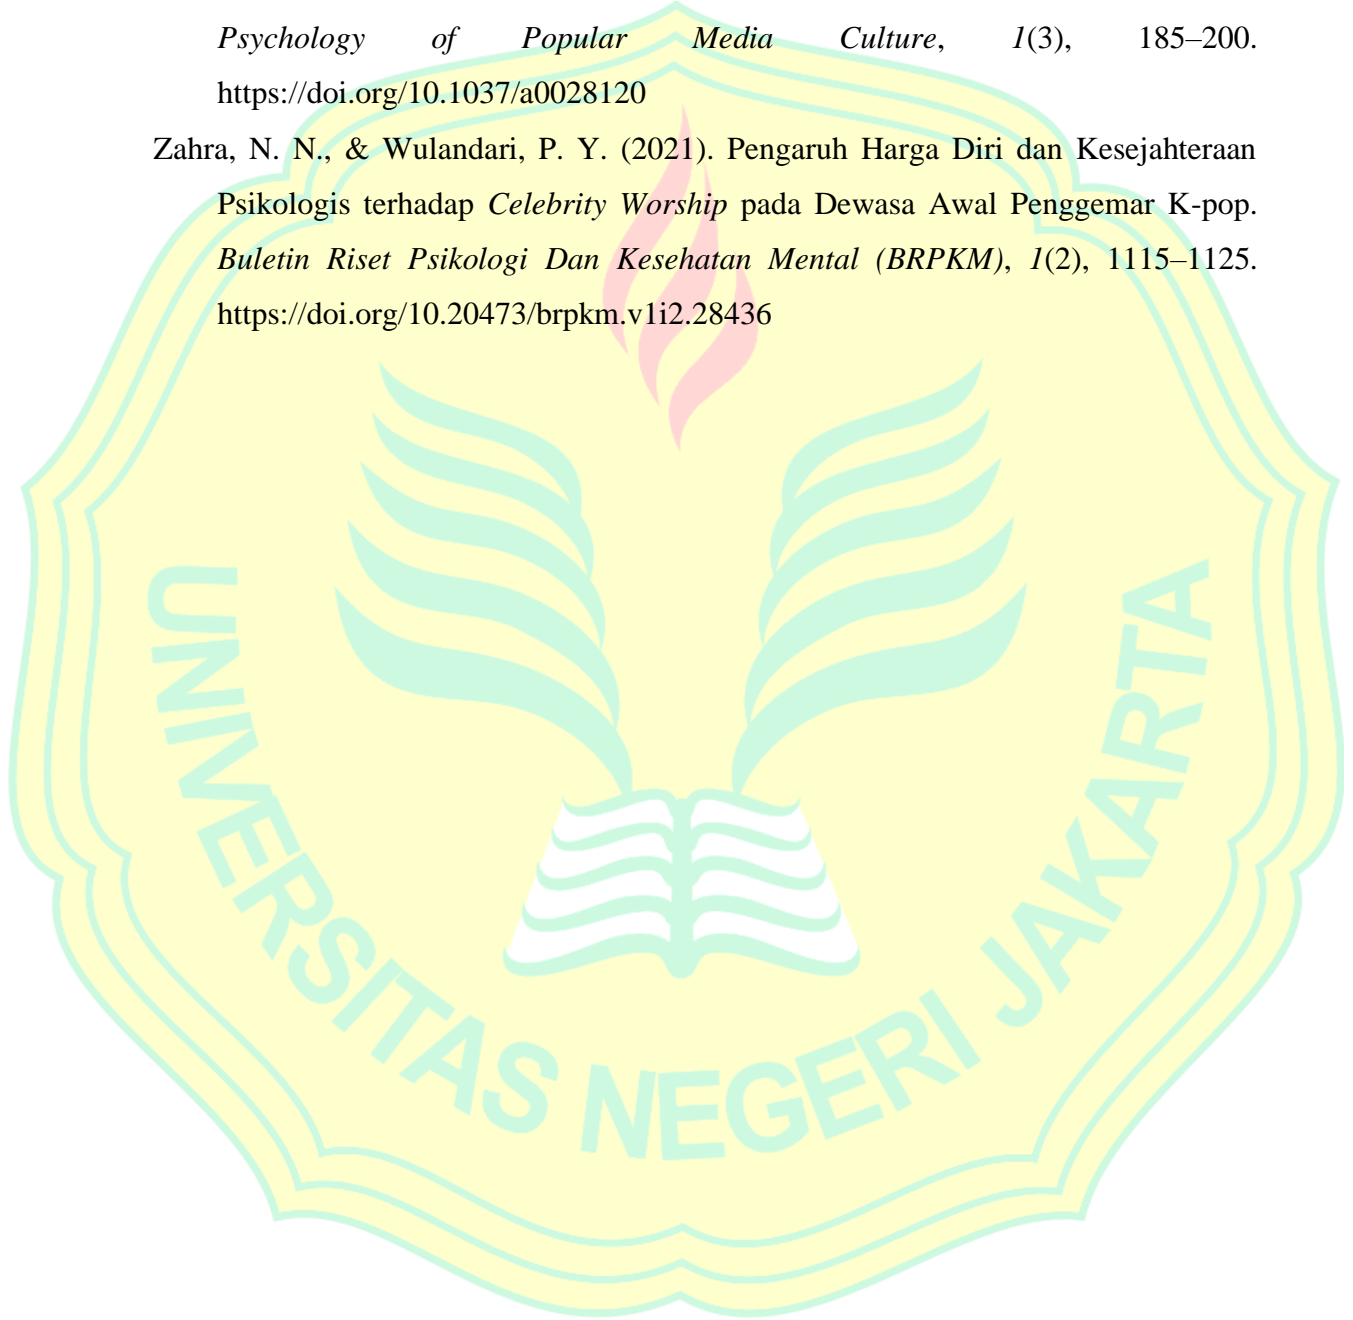 Psychology of Popular Media Culture, 1(3), 185–200.
https://doi.org/10.1037/a0028120
Zahra, N. N., & Wulandari, P. Y. (2021). Pengaruh Harga Diri dan Kesejahteraan
Psikologis terhadap Celebrity Worship pada Dewasa Awal Penggemar K-pop.
Buletin Riset Psikologi Dan Kesehatan Mental (BRPKM), 1(2), 1115–1125.
https://doi.org/10.20473/brpkm.v1i2.28436
UNIVERSITAS NEGERI JAKARTA